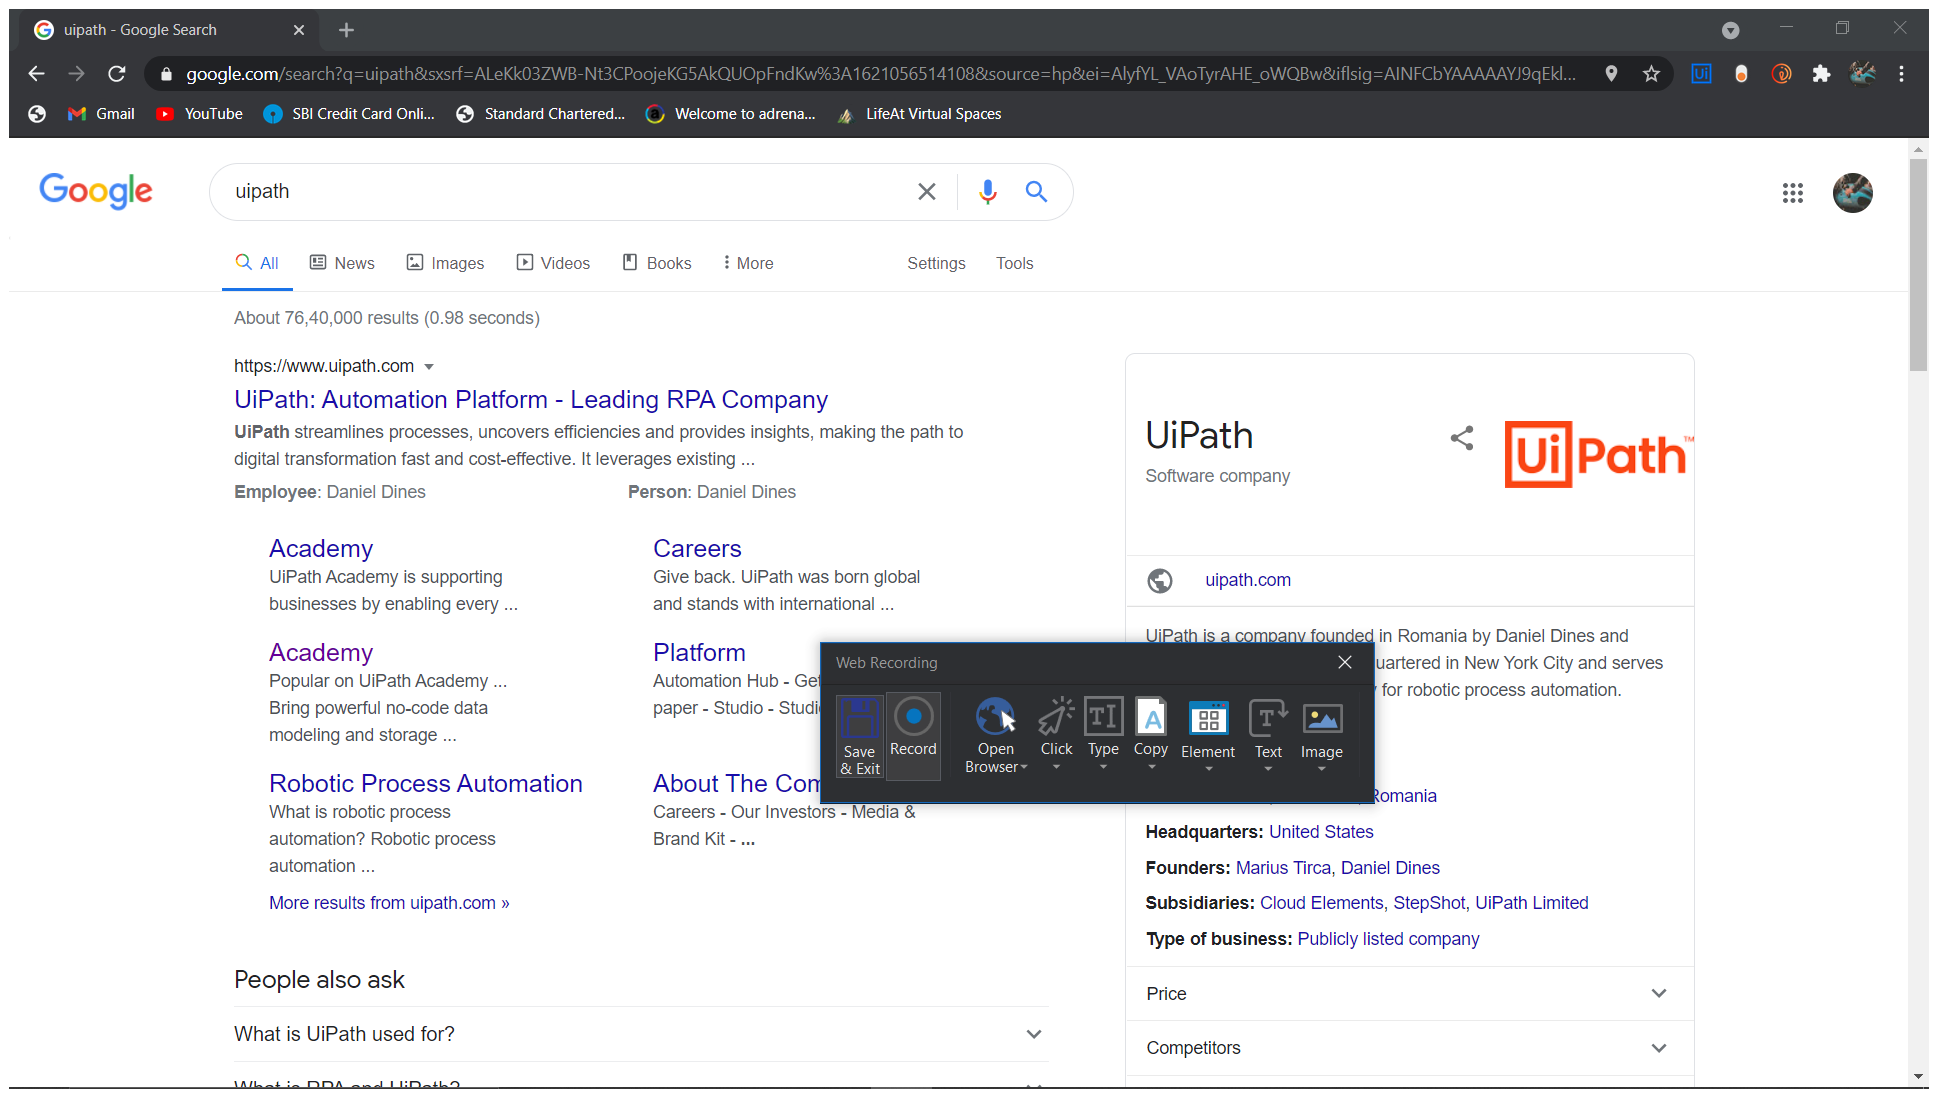 uipath - Google Search
google.com/search?q=uipath&sxsrf=ALeKk03ZWB-Nt3CPoojeKG5AkQUOpFndKw%3A1621056514108&source=hp&ei=AlyfYL_VAoTyrAHE_oWQBw&iflsig=AINFCbYAAAAAYJ9qEkl...
Gmail YouTube SBI Credit Card Onli... Standard Chartered... Welcome to adrena... LifeAt Virtual Spaces
Google uipath
All News Images Videos Books More Settings Tools
About 76,40,000 results (0.98 seconds)
https://www.uipath.com
UiPath: Automation Platform - Leading RPA Company
UiPath streamlines processes, uncovers efficiencies and provides insights, making the path to
digital transformation fast and cost-effective. It leverages existing ...
Employee: Daniel Dines Person: Daniel Dines
Academy
UiPath Academy is supporting
businesses by enabling every ...
Careers
Give back. UiPath was born global
and stands with international ...
Academy
Popular on UiPath Academy ...
Bring powerful no-code data
modeling and storage ...
Platform
Automation Hub - Get
paper - Studio - Studi
Robotic Process Automation
What is robotic process
automation? Robotic process
automation ...
About The Com
Careers - Our Investors - Media &
Brand Kit - ...
More results from uipath.com »
People also ask
What is UiPath used for?
What is RPA and UiPath?
Web Recording
Save & Exit
Record
Open Browser
Click
Type
Copy
Element
Text
Image
UiPath
Software company
Ui Path™
uipath.com
UiPath is a company founded in Romania by Daniel Dines and
uartered in New York City and serves
for robotic process automation.
Romania
Headquarters: United States
Founders: Marius Tirca, Daniel Dines
Subsidiaries: Cloud Elements, StepShot, UiPath Limited
Type of business: Publicly listed company
Price
Competitors